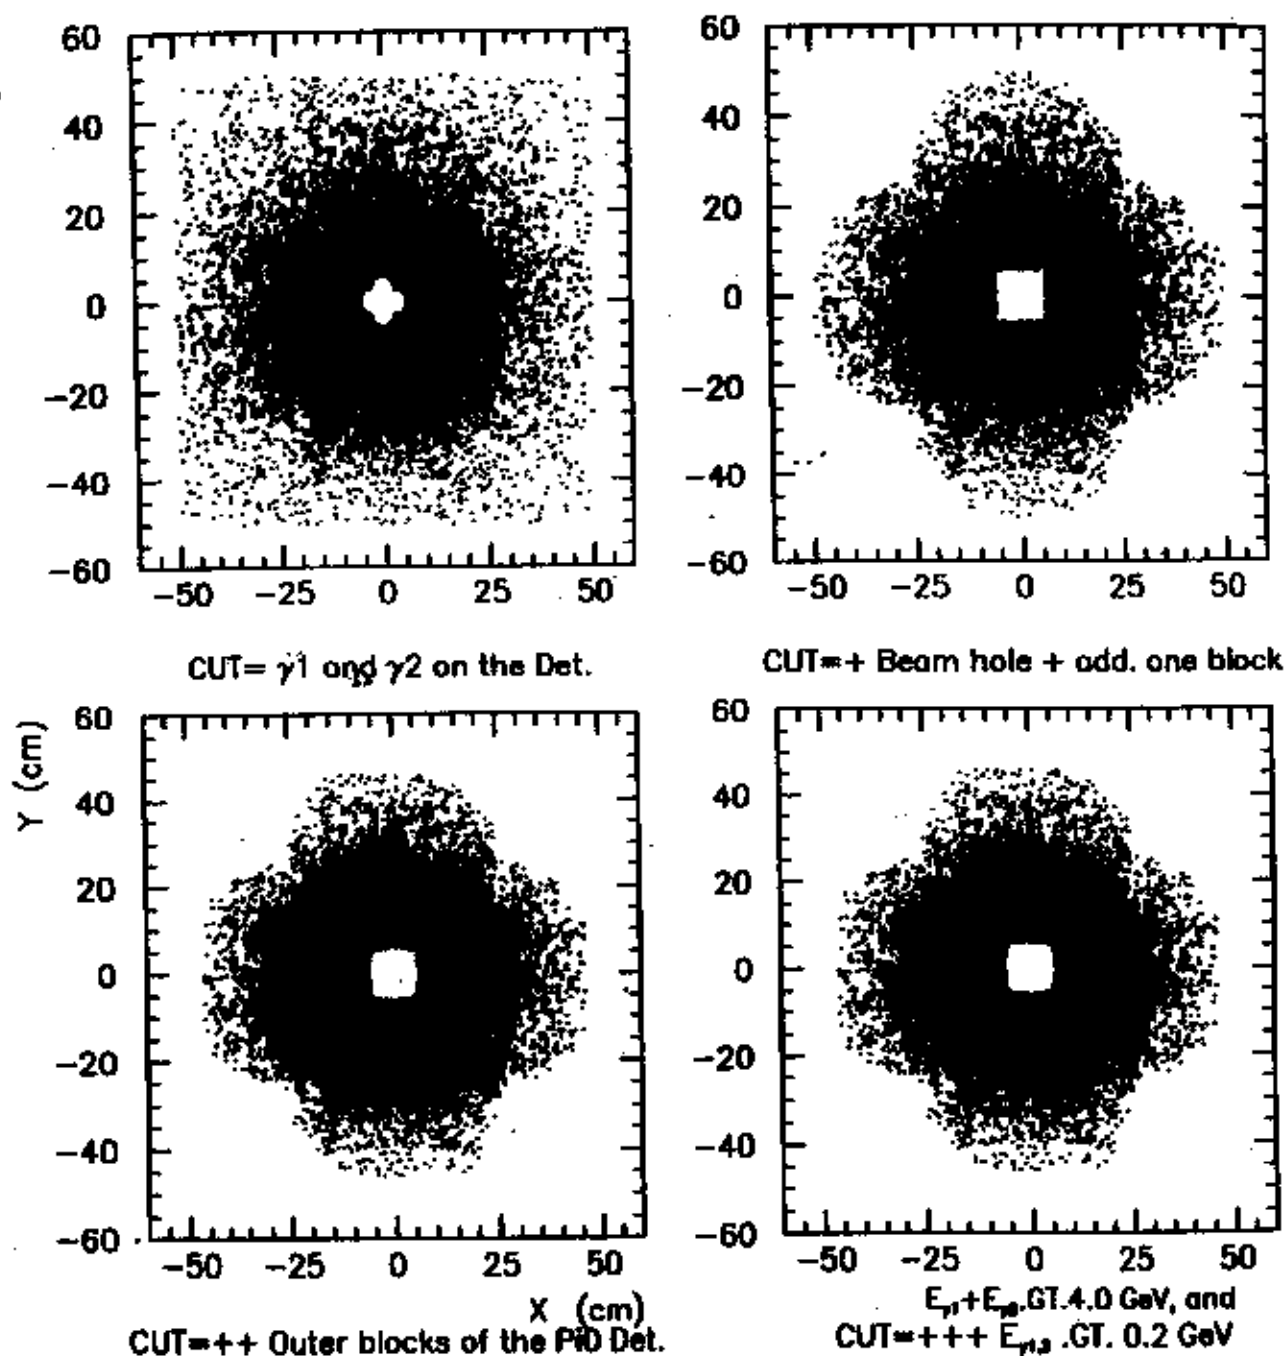 60
40
20
0
−20
−40
−60
−50 −25 0 25 50
CUT= γ1 and γ2 on the Det.
60
40
20
0
−20
−40
−60
−50 −25 0 25 50
CUT=+ Beam hole + add. one block
Y (cm)
60
40
20
0
−20
−40
−60
−50 −25 0 25 50
X (cm)
CUT=++ Outer blocks of the Pi0 Det.
60
40
20
0
−20
−40
−60
−50 −25 0 25 50
.GT.4.0 GeV, and
CUT=+++ .GT. 0.2 GeV